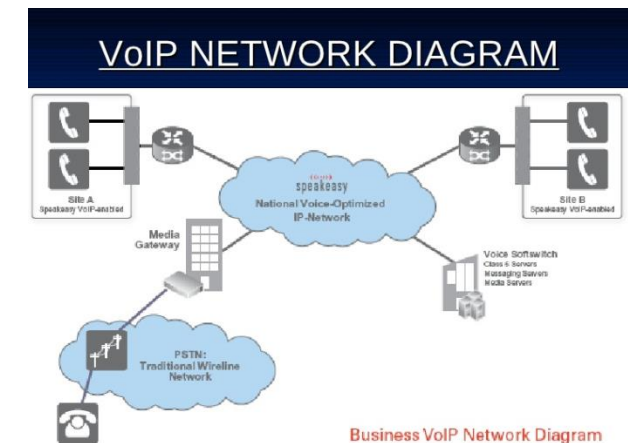 VoIP NETWORK DIAGRAM
Site A
Speakeasy VoIP-enabled
speakeasy
National Voice-Optimized
IP-Network
Site B
Speakeasy VoIP-enabled
Media
Gateway
Voice Softswitch
Class 5 Servers
Messaging Servers
Media Servers
PSTN:
Traditional Wireline
Network
Business VoIP Network Diagram